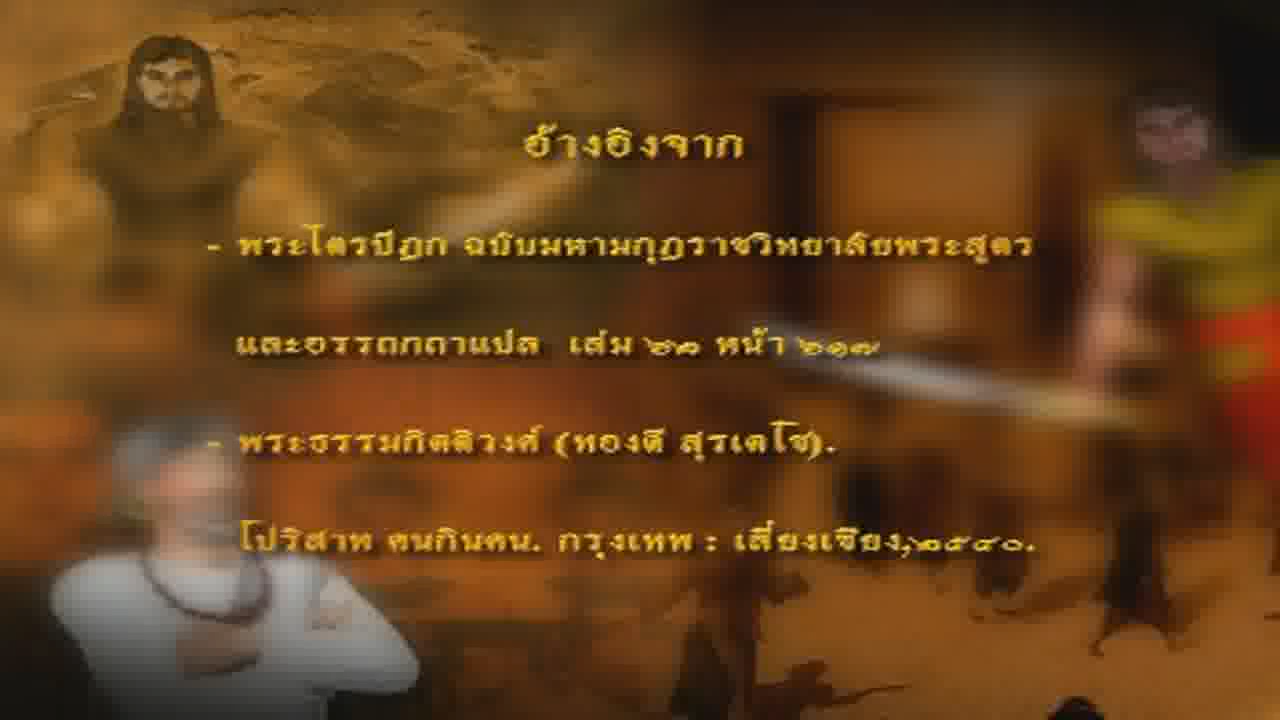 อ้างอิงจาก
- พระไตรปิฎก ฉบับมหามกุฏราชวิทยาลัยพระสูตร
และอรรถกถาแปล เล่ม ๒๓ หน้า ๒๑๗
- พระธรรมกิตติวงศ์ (ทองดี สุรเตโช).
โปริสาท คนกินคน. กรุงเทพ : เลี่ยงเชียง,๒๕๔๐.